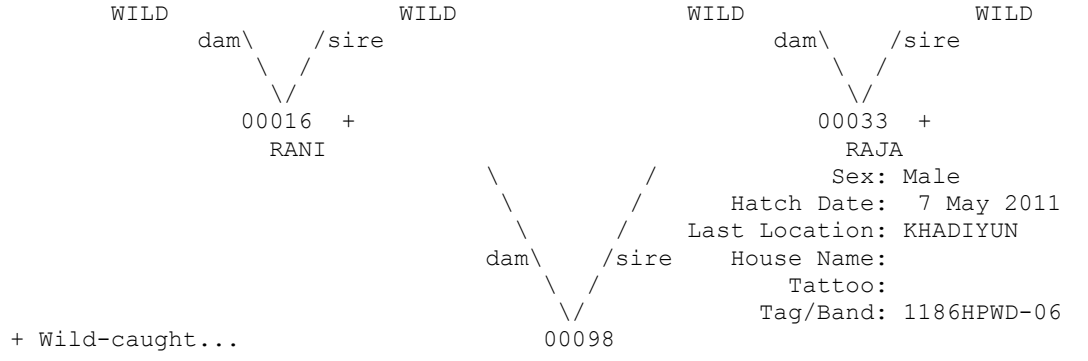 WILD WILD WILD WILD
dam\ /sire dam\ /sire
\ / \ /
\/ \/
00016 + 00033 +
RANI RAJA
\ / Sex: Male
\ / Hatch Date: 7 May 2011
\ / Last Location: KHADIYUN
dam\ /sire House Name:
\ / Tattoo:
\/ Tag/Band: 1186HPWD-06
+ Wild-caught... 00098